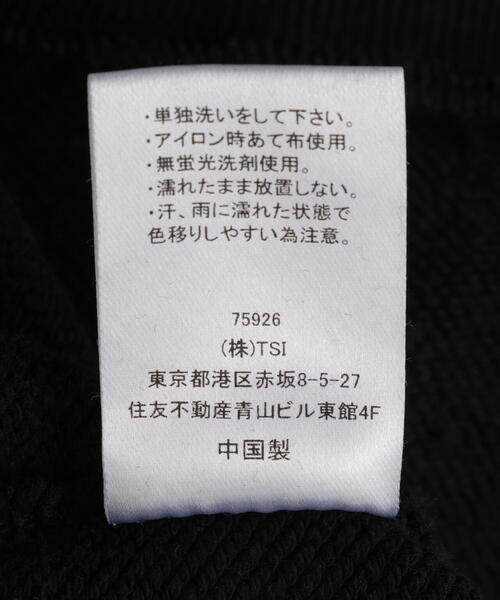 ・単独洗いをして下さい。
・アイロン時あて布使用。
・無蛍光洗剤使用。
・濡れたまま放置しない。
・汗、雨に濡れた状態で
色移りしやすい為注意。
75926
(株)TSI
東京都港区赤坂8-5-27
住友不動産青山ビル東館4F
中国製